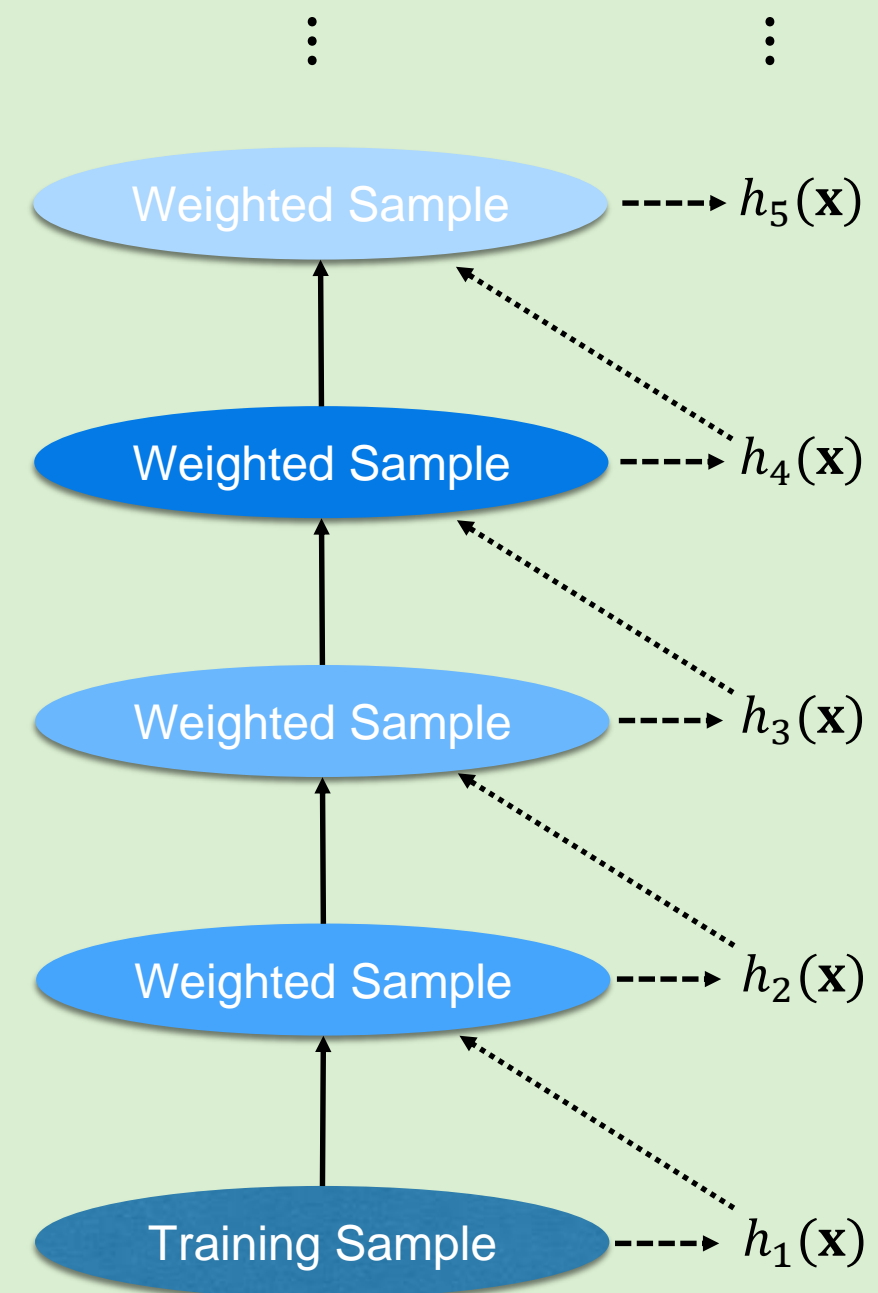 ⋮ ⋮
Weighted Sample h₅(𝐱)
Weighted Sample h₄(𝐱)
Weighted Sample h₃(𝐱)
Weighted Sample h₂(𝐱)
Training Sample h₁(𝐱)